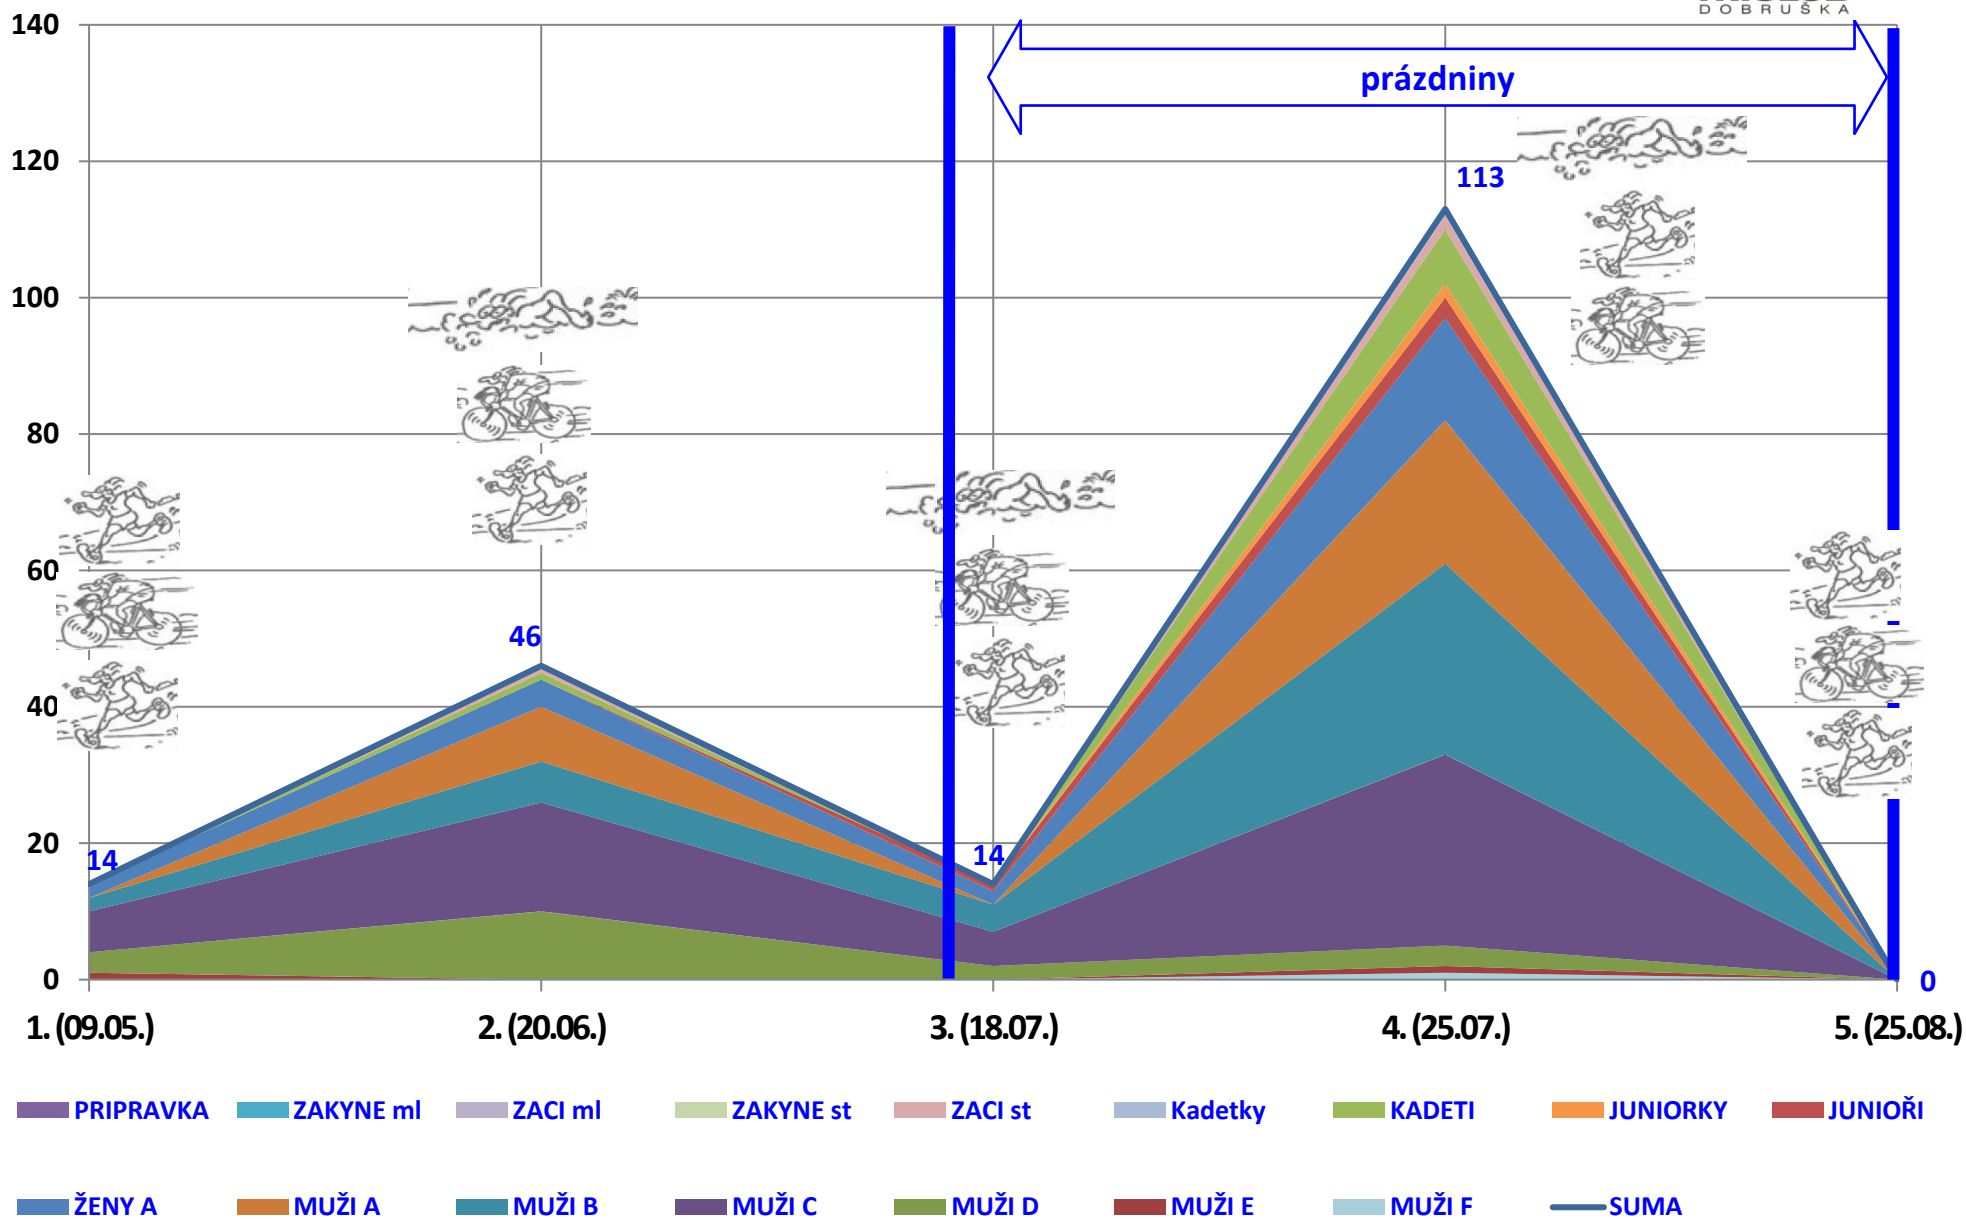 DOBRUŠKA
140
prázdniny
120
113
100
80
60
46
40
20
14
14
0
0
1. (09.05.) 2. (20.06.) 3. (18.07.) 4. (25.07.) 5. (25.08.)
PRIPRAVKA ZAKYNE ml ZACI ml ZAKYNE st ZACI st Kadetky KADETI JUNIORKY JUNIOŘI
ŽENY A MUŽI A MUŽI B MUŽI C MUŽI D MUŽI E MUŽI F SUMA